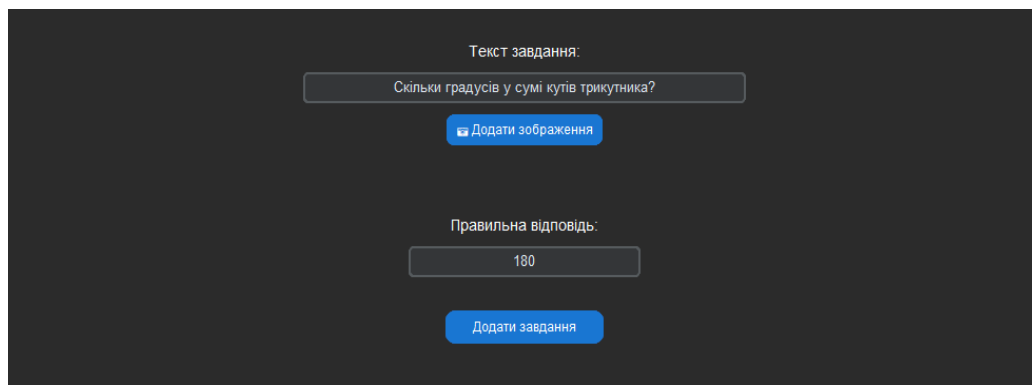 Текст завдання:
Скільки градусів у сумі кутів трикутника?
Додати зображення
Правильна відповідь:
180
Додати завдання